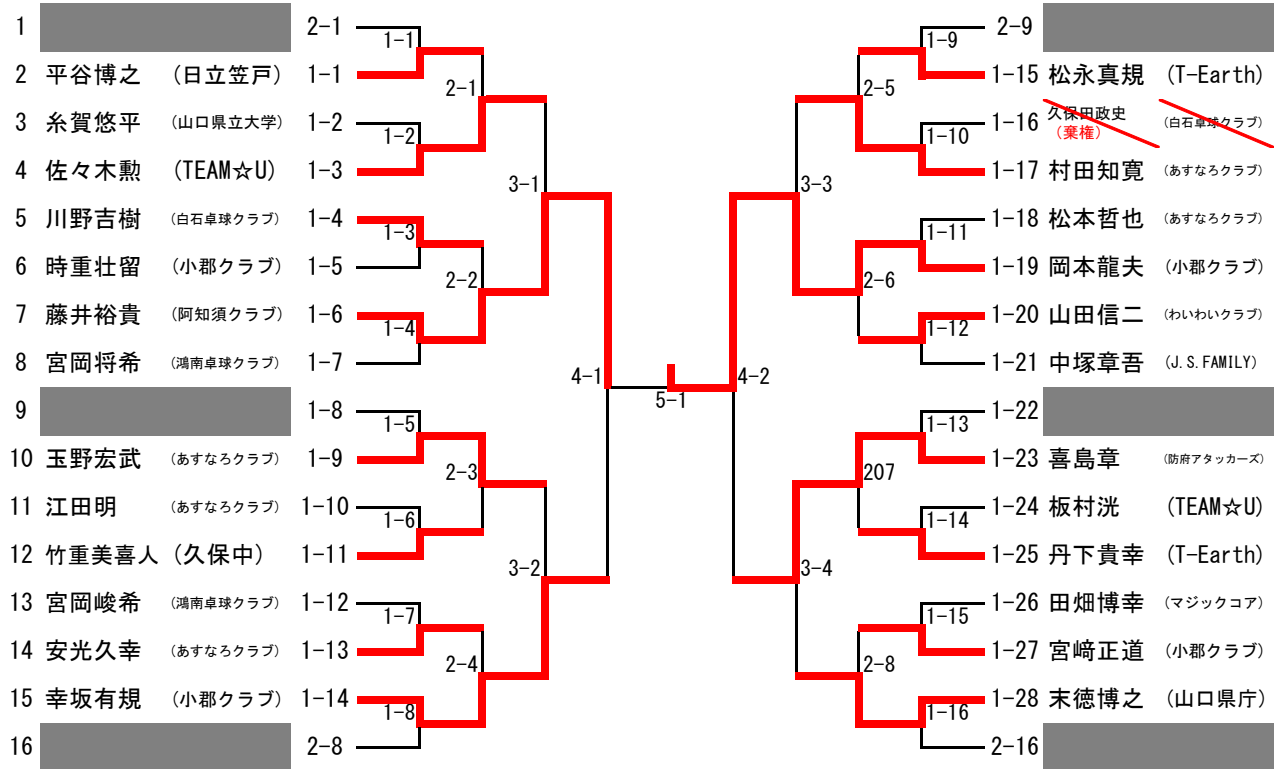 1 2-1
2 平谷博之 (日立笠戸) 1-1
3 糸賀悠平 (山口県立大学) 1-2
4 佐々木勲 (TEAM☆U) 1-3
5 川野吉樹 (白石卓球クラブ) 1-4
6 時重壮留 (小郡クラブ) 1-5
7 藤井裕貴 (阿知須クラブ) 1-6
8 宮岡将希 (鴻南卓球クラブ) 1-7
9 1-8
10 玉野宏武 (あすなろクラブ) 1-9
11 江田明 (あすなろクラブ) 1-10
12 竹重美喜人 (久保中) 1-11
13 宮岡峻希 (鴻南卓球クラブ) 1-12
14 安光久幸 (あすなろクラブ) 1-13
15 幸坂有規 (小郡クラブ) 1-14
16 2-8
1-1
1-2
1-3
1-4
1-5
1-6
1-7
1-8
2-1
2-2
2-3
2-4
3-1
3-2
4-1
5-1
4-2
3-3
3-4
2-5
2-6
207
2-8
1-9
1-10
1-11
1-12
1-13
1-14
1-15
1-16
2-9
1-15 松永真規 (T-Earth)
1-16 久保田政史 (白石卓球クラブ)
(棄権)
1-17 村田知寛 (あすなろクラブ)
1-18 松本哲也 (あすなろクラブ)
1-19 岡本龍夫 (小郡クラブ)
1-20 山田信二 (わいわいクラブ)
1-21 中塚章吾 (J.S.FAMILY)
1-22
1-23 喜島章 (防府アタッカーズ)
1-24 板村洸 (TEAM☆U)
1-25 丹下貴幸 (T-Earth)
1-26 田畑博幸 (マジックコア)
1-27 宮﨑正道 (小郡クラブ)
1-28 末徳博之 (山口県庁)
2-16